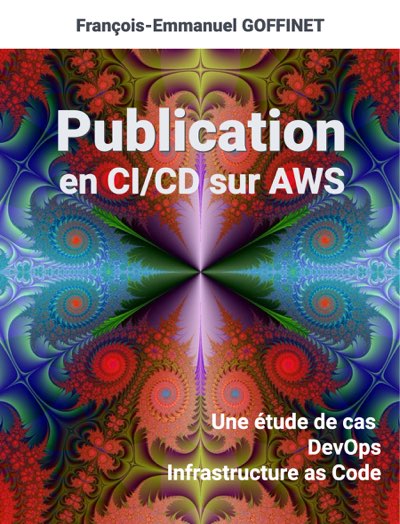 François-Emmanuel GOFFINET
Publication
en CI/CD sur AWS
Une étude de cas
DevOps
Infrastructure as Code